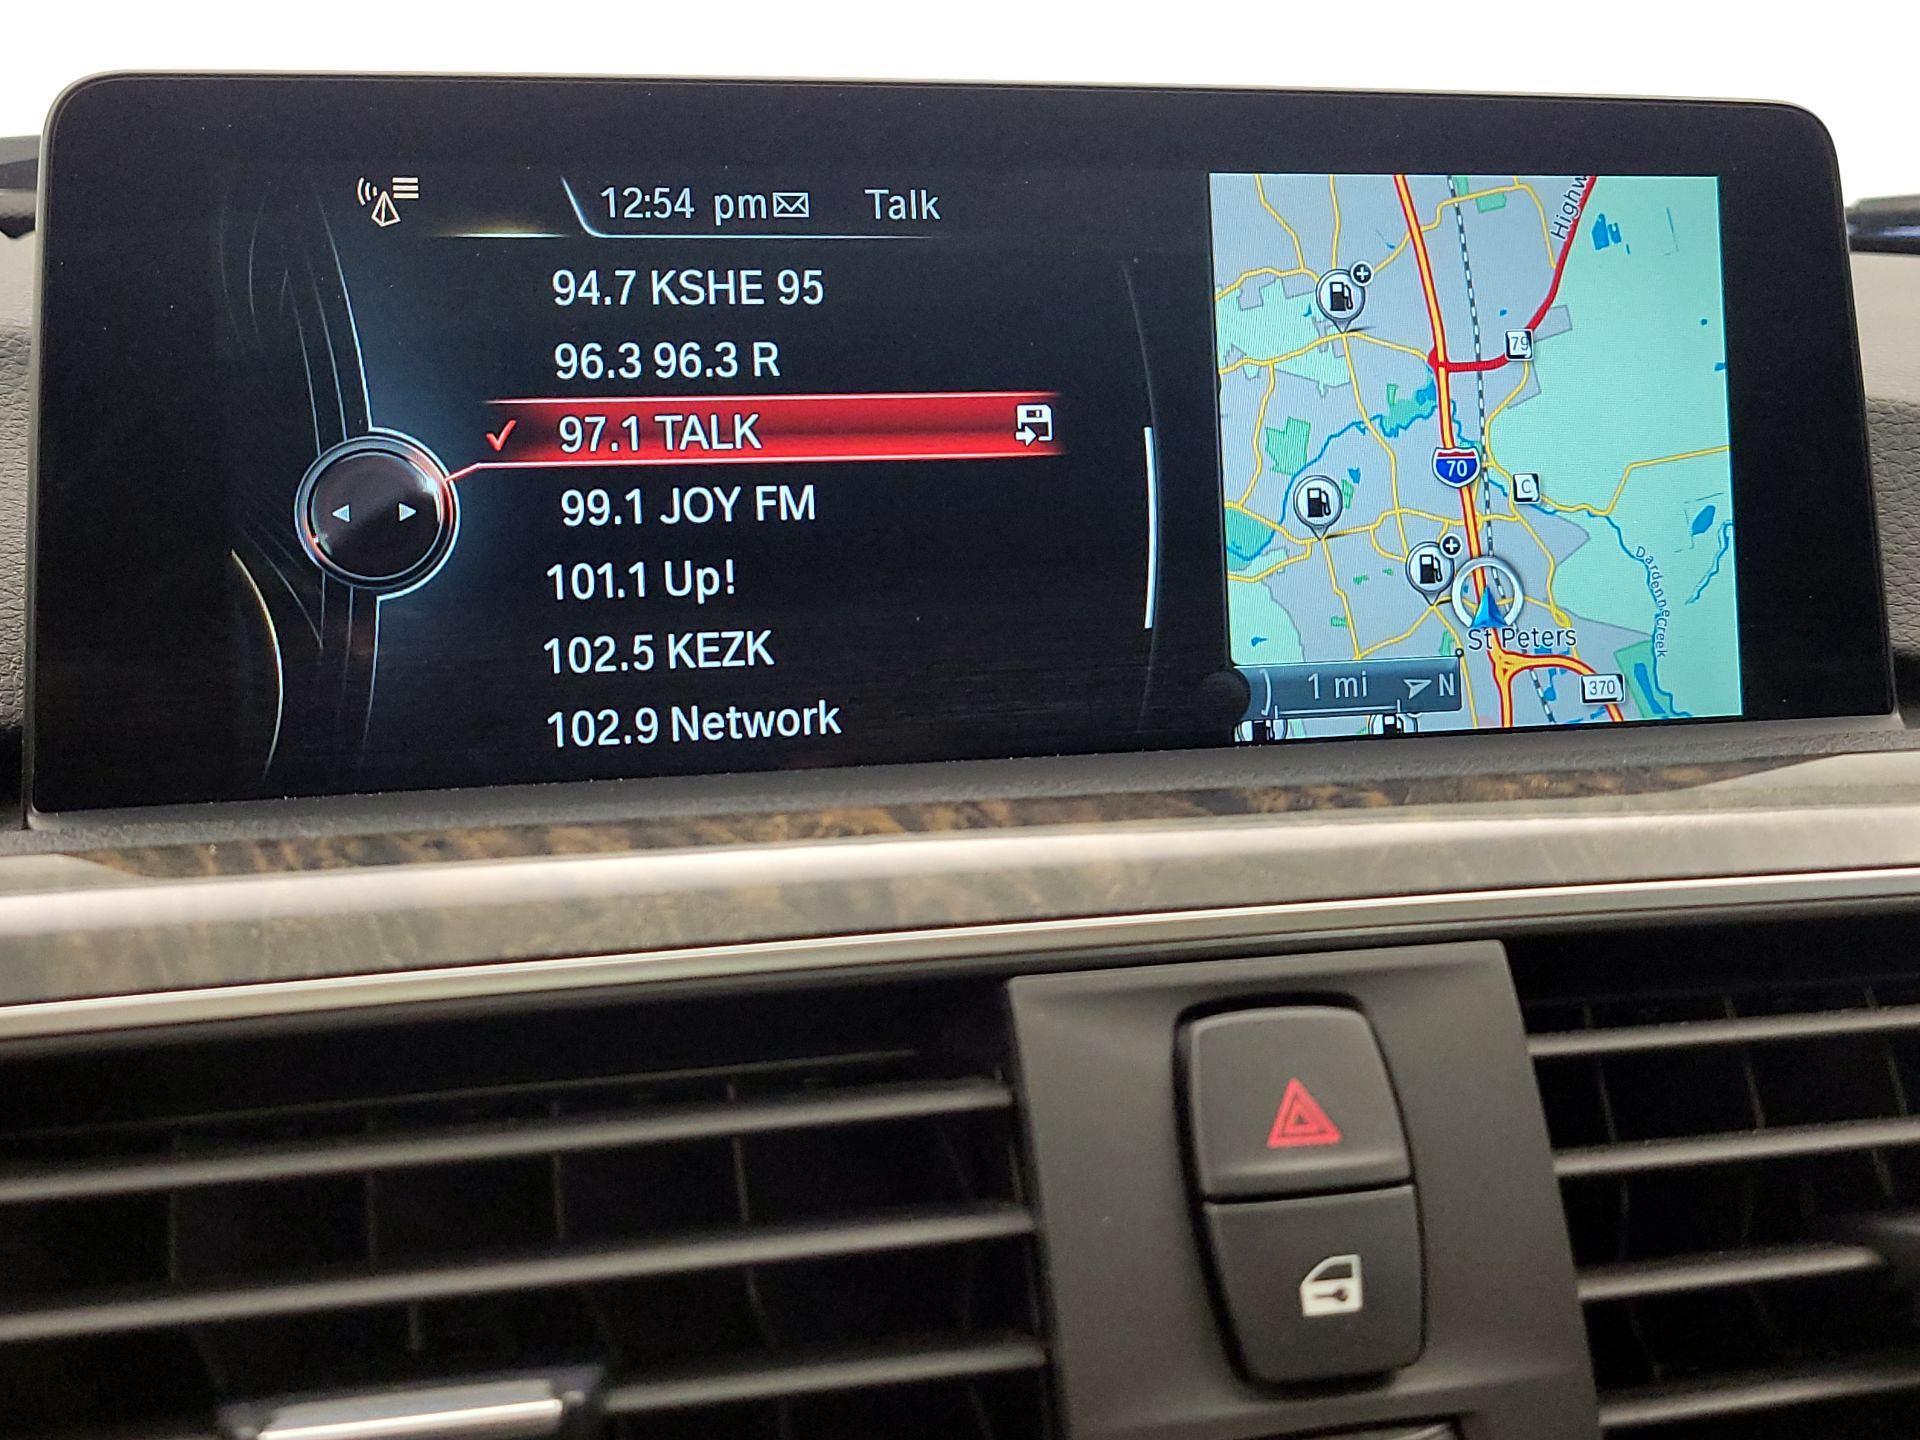 12:54 pm Talk
94.7 KSHE 95
96.3 96.3 R
97.1 TALK
99.1 JOY FM
101.1 Up!
102.5 KEZK
102.9 Network
Highw
79
70
C
Dardenne Creek
St Peters
370
1 mi N